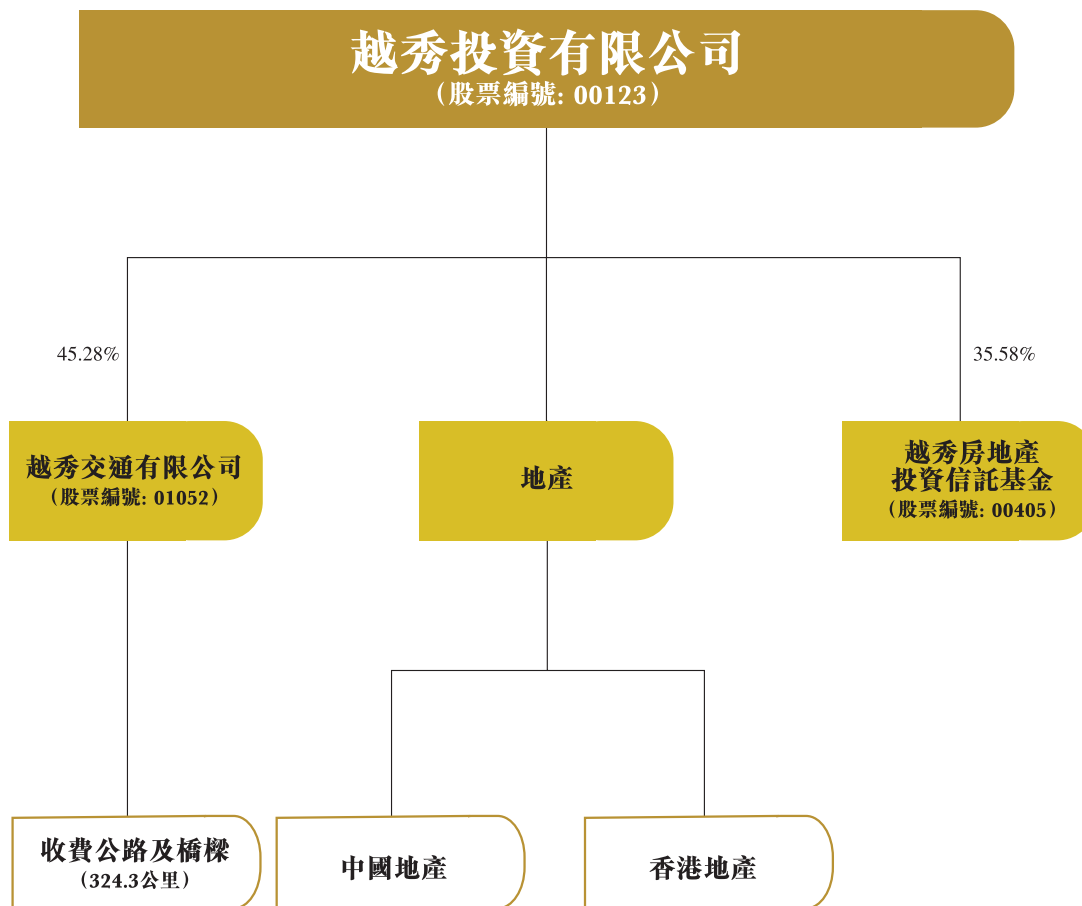 越秀投資有限公司
（股票編號: 00123）
45.28%
35.58%
越秀交通有限公司
（股票編號: 01052）
地產
越秀房地產
投資信託基金
（股票編號: 00405）
收費公路及橋樑
(324.3公里)
中國地產
香港地產